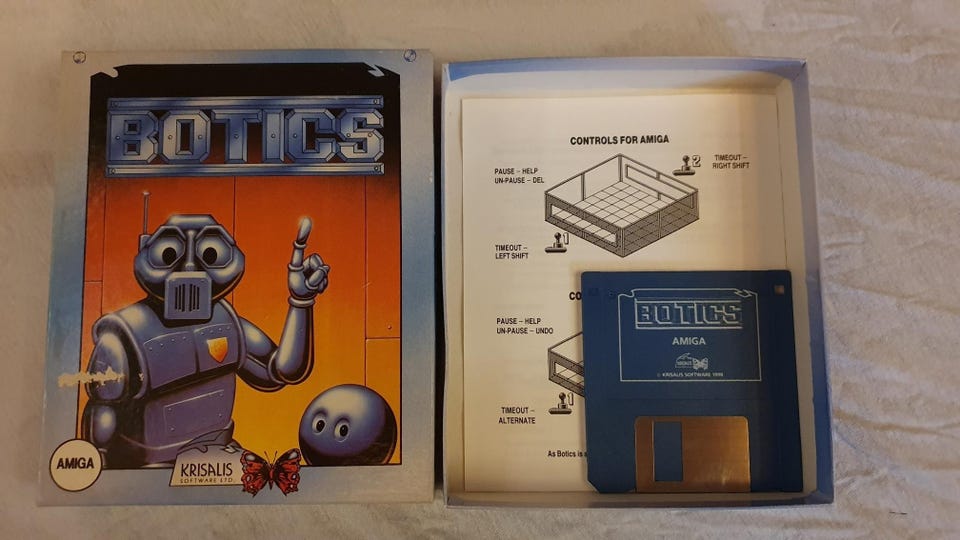 BOTICS
AMIGA
KRISALIS
SOFTWARE LTD.
CONTROLS FOR AMIGA
PAUSE – HELP
UN-PAUSE – DEL
2
TIMEOUT –
RIGHT SHIFT
1
TIMEOUT –
LEFT SHIFT
CO
PAUSE – HELP
UN-PAUSE – UNDO
1
TIMEOUT –
ALTERNATE
As Botics is
BOTICS
AMIGA
© KRISALIS SOFTWARE 1990